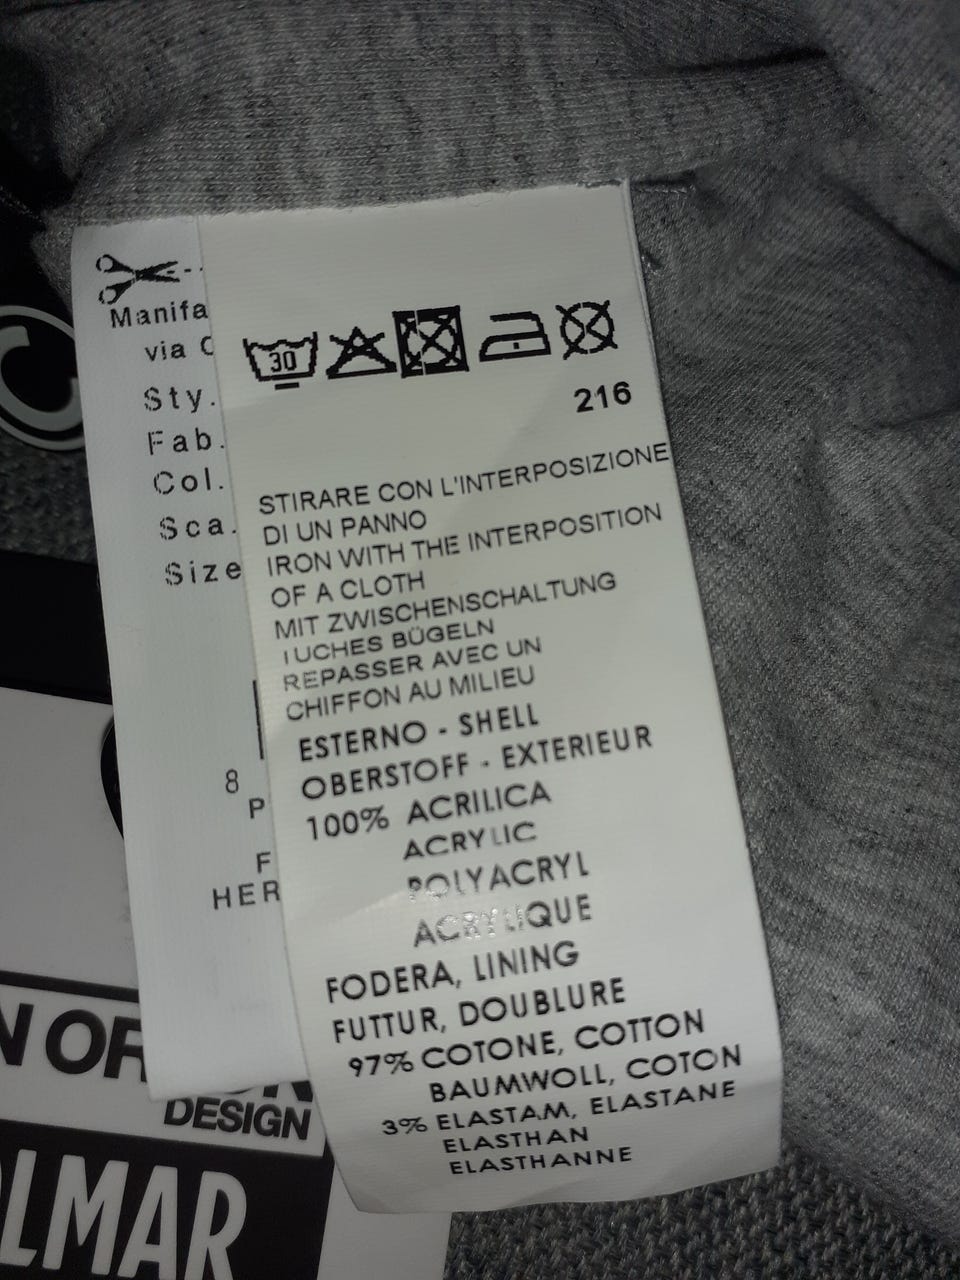 Manifa
via C
Sty.
Fab.
Col.
Sca.
Size
8
P
F
HER
30
216
STIRARE CON L'INTERPOSIZIONE
DI UN PANNO
IRON WITH THE INTERPOSITION
OF A CLOTH
MIT ZWISCHENSCHALTUNG
TUCHES BÜGELN
REPASSER AVEC UN
CHIFFON AU MILIEU
ESTERNO - SHELL
OBERSTOFF - EXTERIEUR
100% ACRILICA
ACRYLIC
POLYACRYL
ACRYLIQUE
FODERA, LINING
FUTTUR, DOUBLURE
97% COTONE, COTTON
BAUMWOLL, COTON
3% ELASTAM, ELASTANE
ELASTHAN
ELASTHANNE
C
N OR
DESIGN
OLMAR